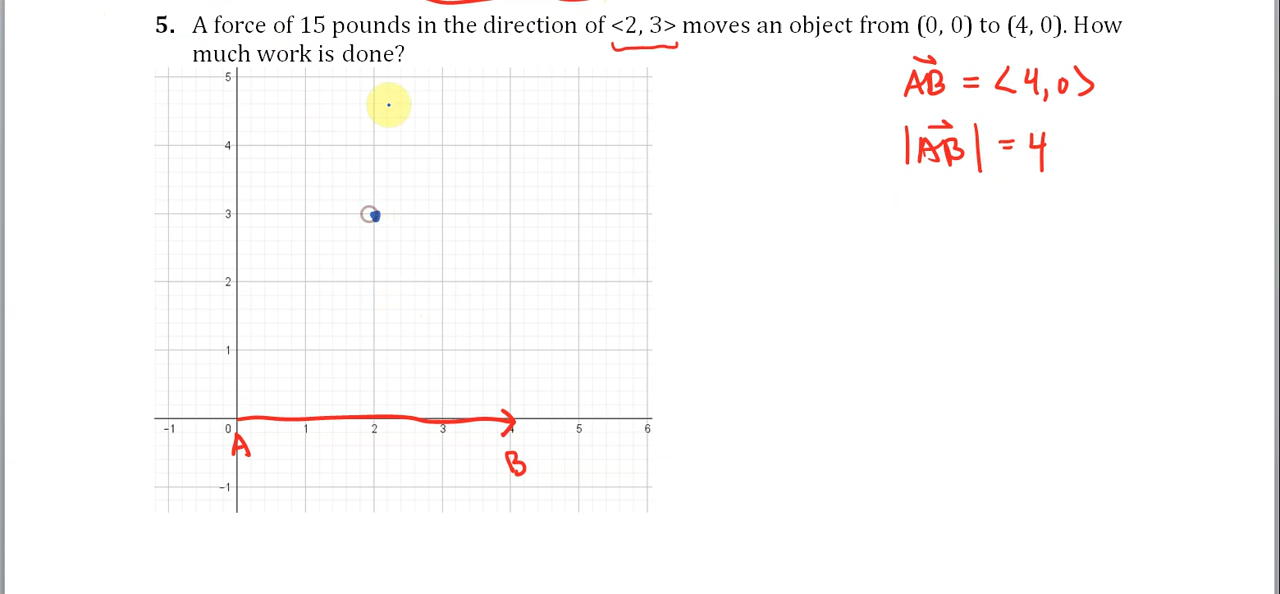 5. A force of 15 pounds in the direction of <2, 3> moves an object from (0, 0) to (4, 0). How
much work is done?
AB = <4, 0>
|AB| = 4
5
4
3
2
1
-1 0 1 2 3 4 5 6
A
B
-1